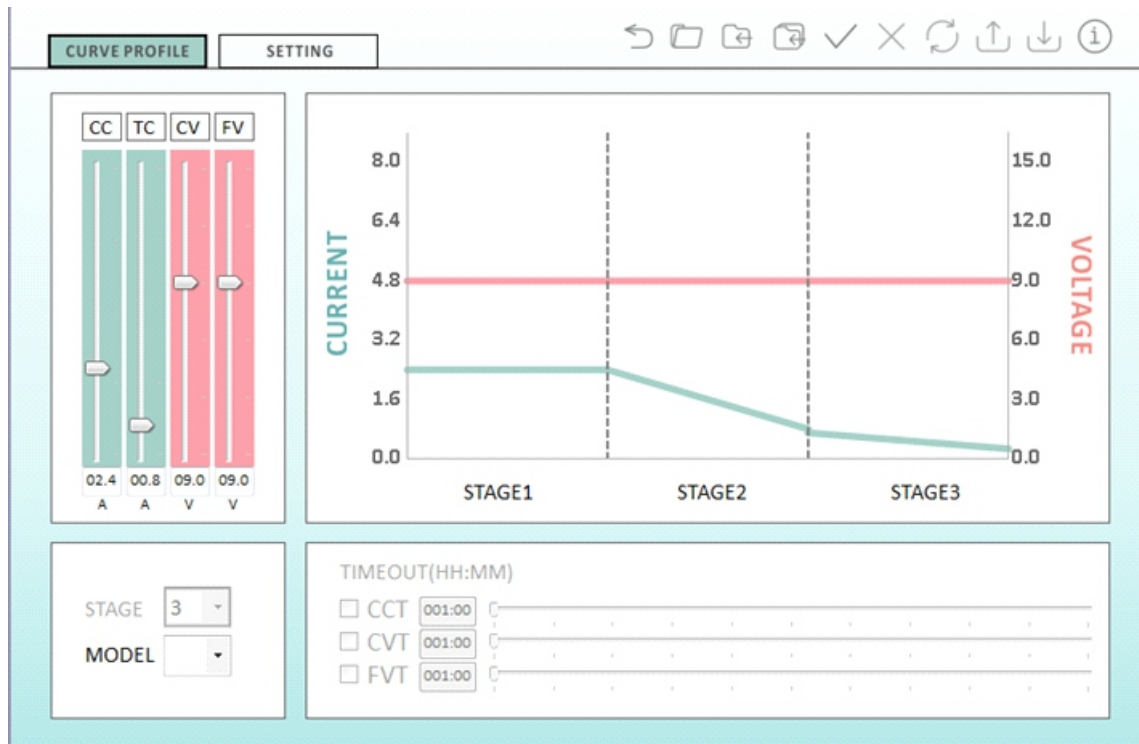 CURVE PROFILE SETTING
CC TC CV FV
02.4 00.8 09.0 09.0
A A V V
CURRENT
8.0
6.4
4.8
3.2
1.6
0.0
15.0
12.0
9.0
6.0
3.0
0.0
VOLTAGE
STAGE1 STAGE2 STAGE3
STAGE 3
MODEL
TIMEOUT(HH:MM)
CCT 001:00
CVT 001:00
FVT 001:00